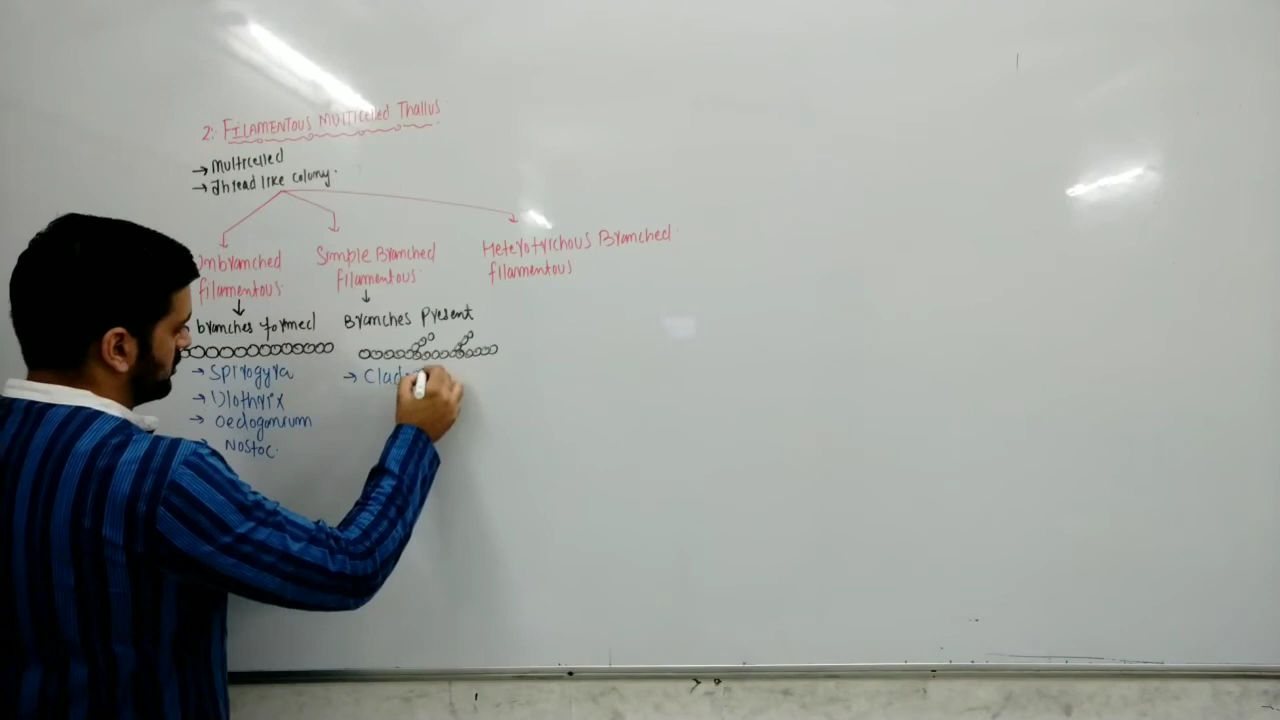 2:- FILAMENTOUS MULTICELLED THALLUS
→ Multicelled
→ Thread like colony.
Unbranched
filamentous
Simple Branched
filamentous
Heterotrichous Branched
filamentous
branches formed
Branches Present
→ Spirogyra
→ Ulothrix
→ Oedogonium
→ Nostoc
→ Clad